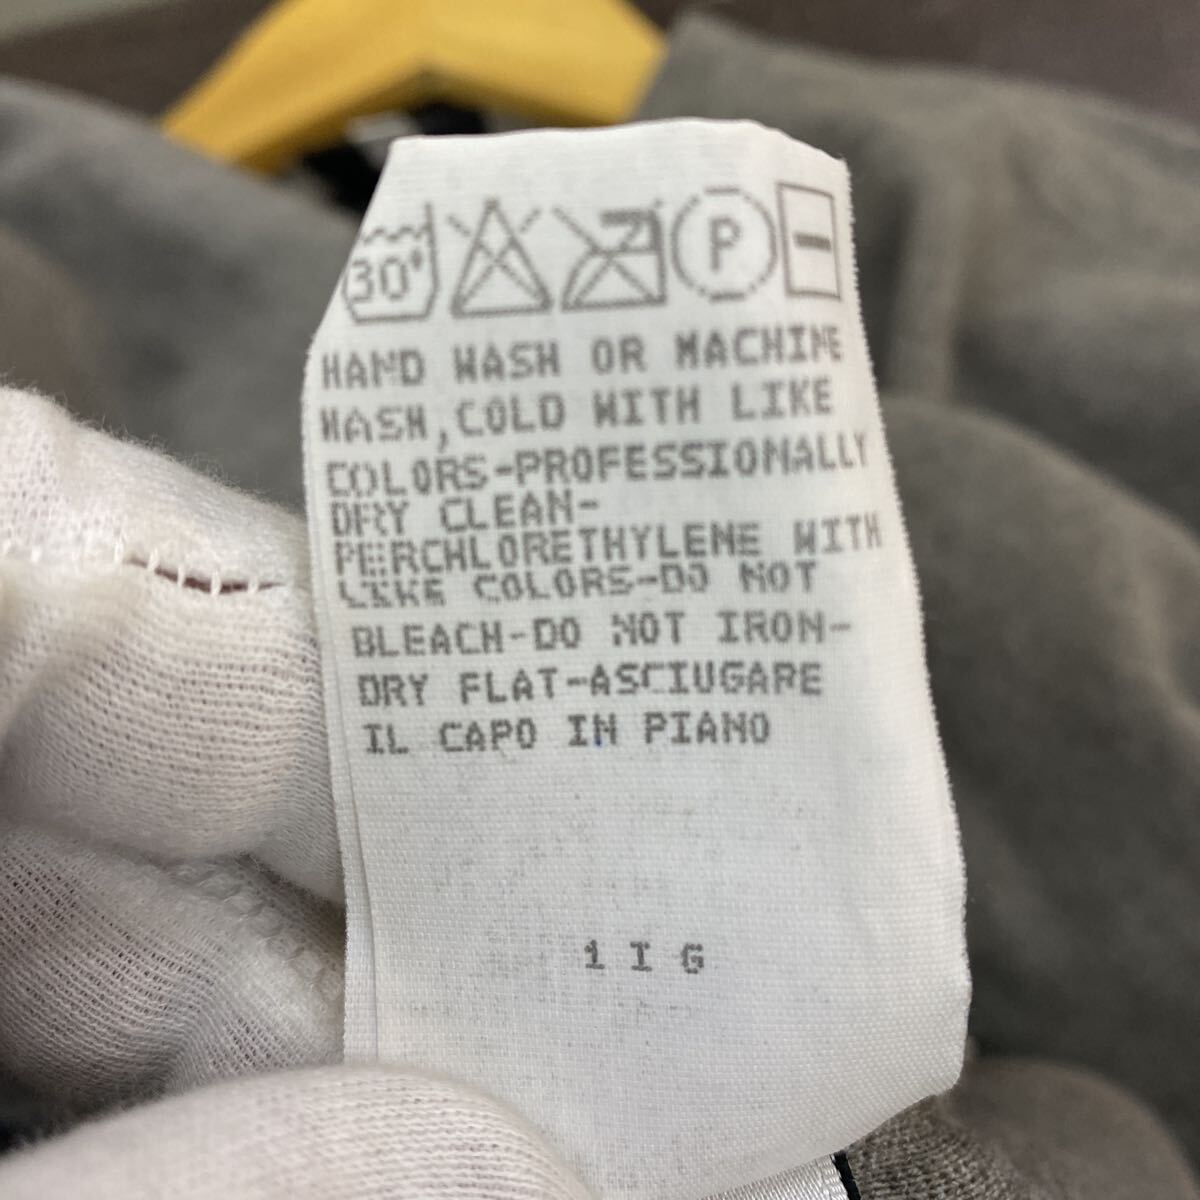 30°
P
HAND WASH OR MACHINE
WASH,COLD WITH LIKE
COLORS-PROFESSIONALLY
DRY CLEAN-
PERCHLORETHYLENE WITH
LIKE COLORS-DO NOT
BLEACH-DO NOT IRON-
DRY FLAT-ASCIUGARE
IL CAPO IN PIANO
1 I G